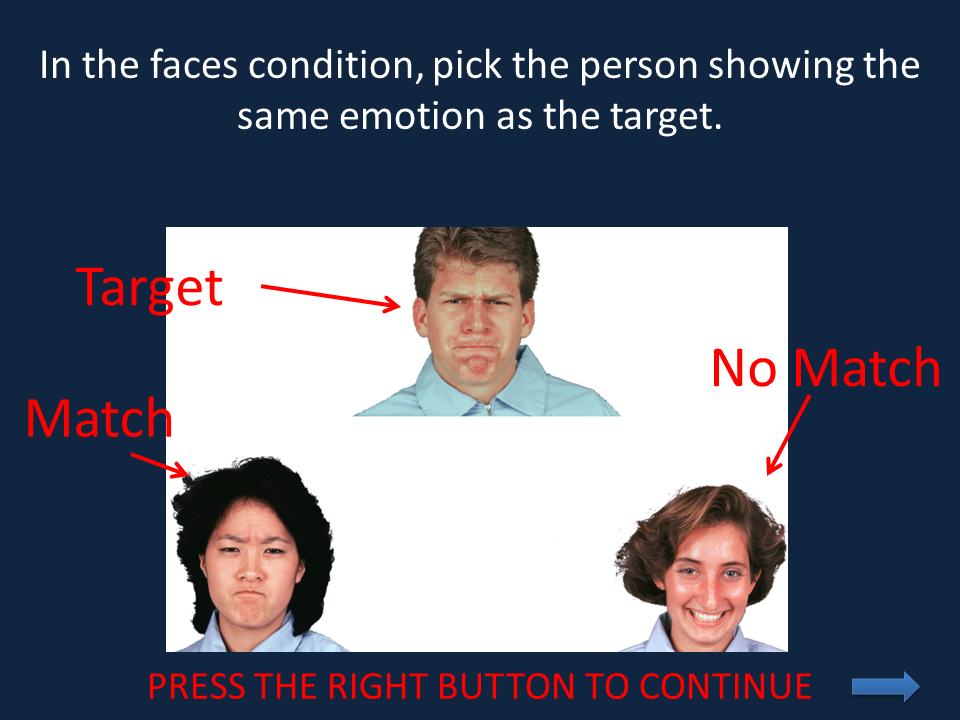 In the faces condition, pick the person showing the
same emotion as the target.
Target
No Match
Match
PRESS THE RIGHT BUTTON TO CONTINUE